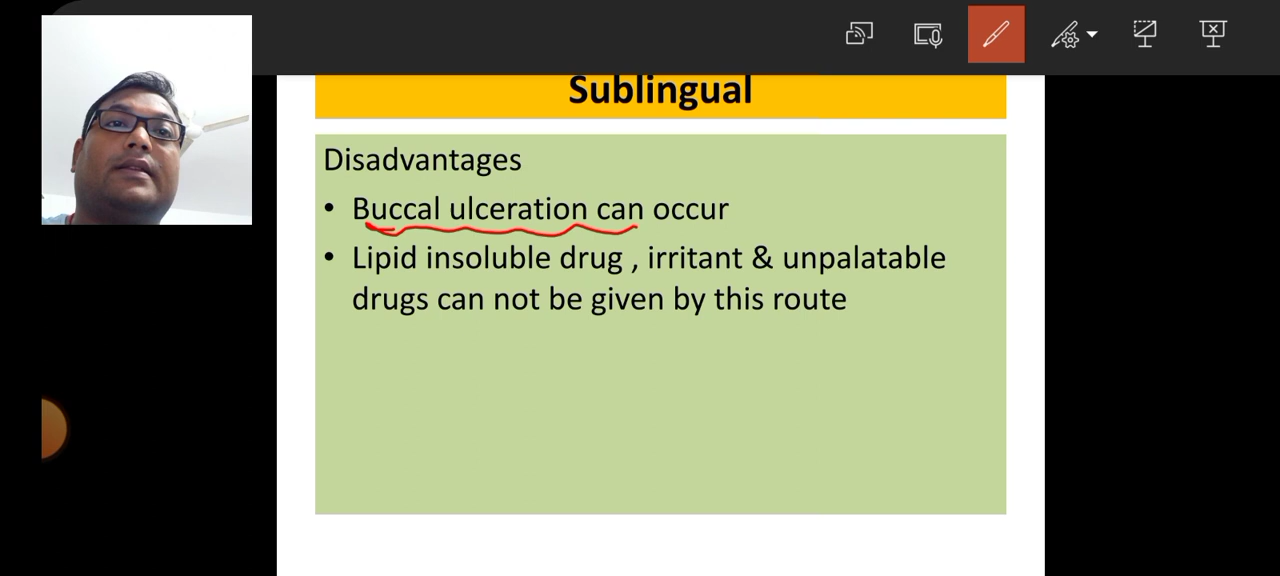 Sublingual
Disadvantages
• Buccal ulceration can occur
• Lipid insoluble drug , irritant & unpalatable
drugs can not be given by this route